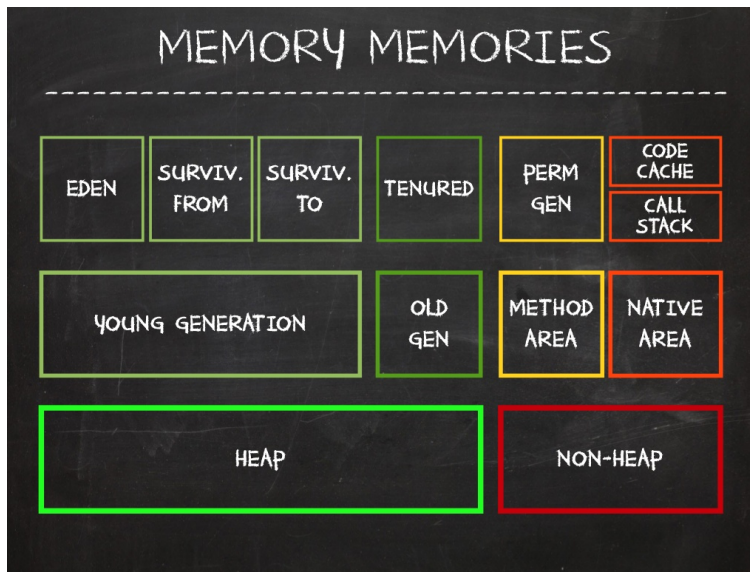 MEMORY MEMORIES
EDEN
SURVIV.
FROM
SURVIV.
TO
TENURED
PERM
GEN
CODE
CACHE
CALL
STACK
YOUNG GENERATION
OLD
GEN
METHOD
AREA
NATIVE
AREA
HEAP
NON-HEAP